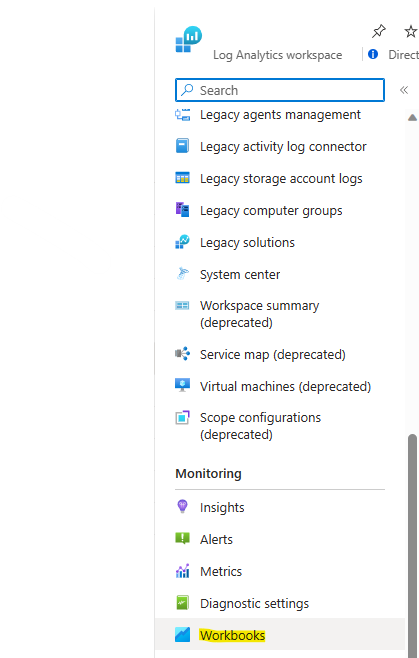 Log Analytics workspace
Direct
Search
Legacy agents management
Legacy activity log connector
Legacy storage account logs
Legacy computer groups
Legacy solutions
System center
Workspace summary
(deprecated)
Service map (deprecated)
Virtual machines (deprecated)
Scope configurations
(deprecated)
Monitoring
Insights
Alerts
Metrics
Diagnostic settings
Workbooks